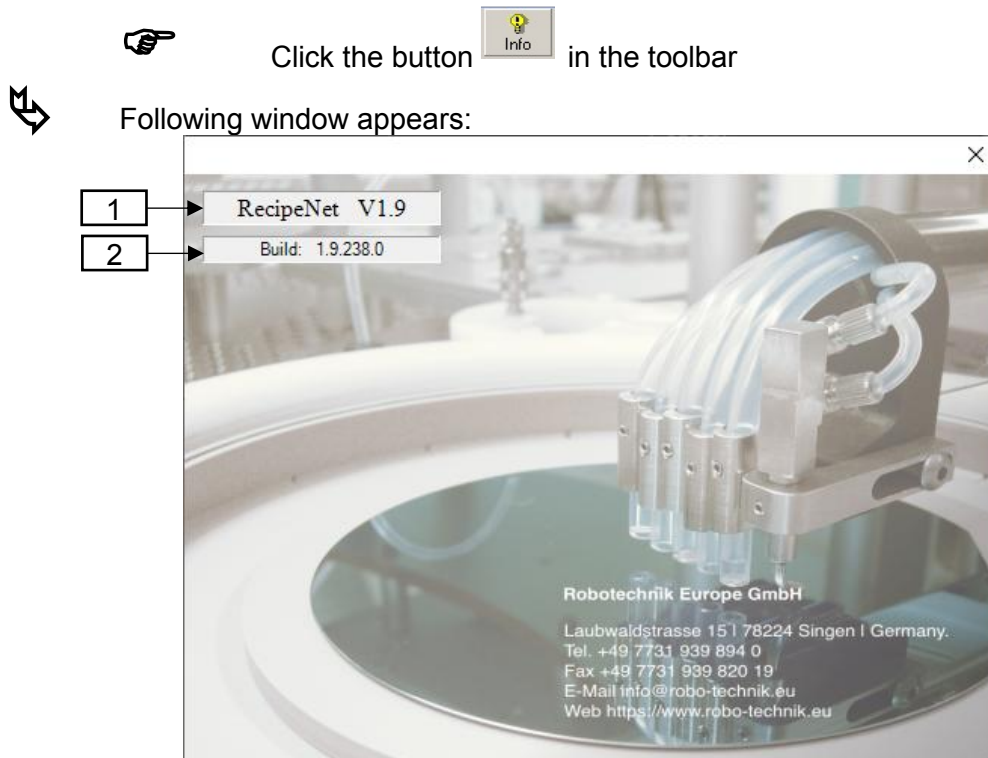 Click the button Info in the toolbar
Following window appears:
1
RecipeNet V1.9
2
Build: 1.9.238.0
Robotechnik Europe GmbH
Laubwaldstrasse 15 I 78224 Singen I Germany.
Tel. +49 7731 939 894 0
Fax +49 7731 939 820 19
E-Mail info@robo-technik.eu
Web https://www.robo-technik.eu